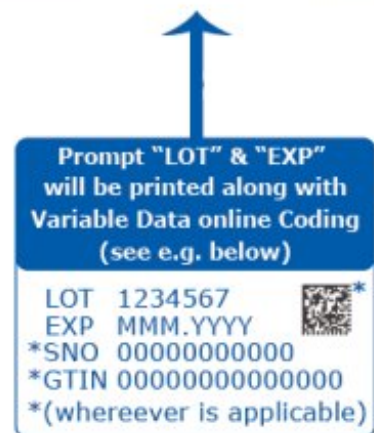 Prompt “LOT” & “EXP”
will be printed along with
Variable Data online Coding
(see e.g. below)
LOT 1234567 *
EXP MMM.YYYY
*SNO 00000000000
*GTIN 00000000000000
*(whereever is applicable)